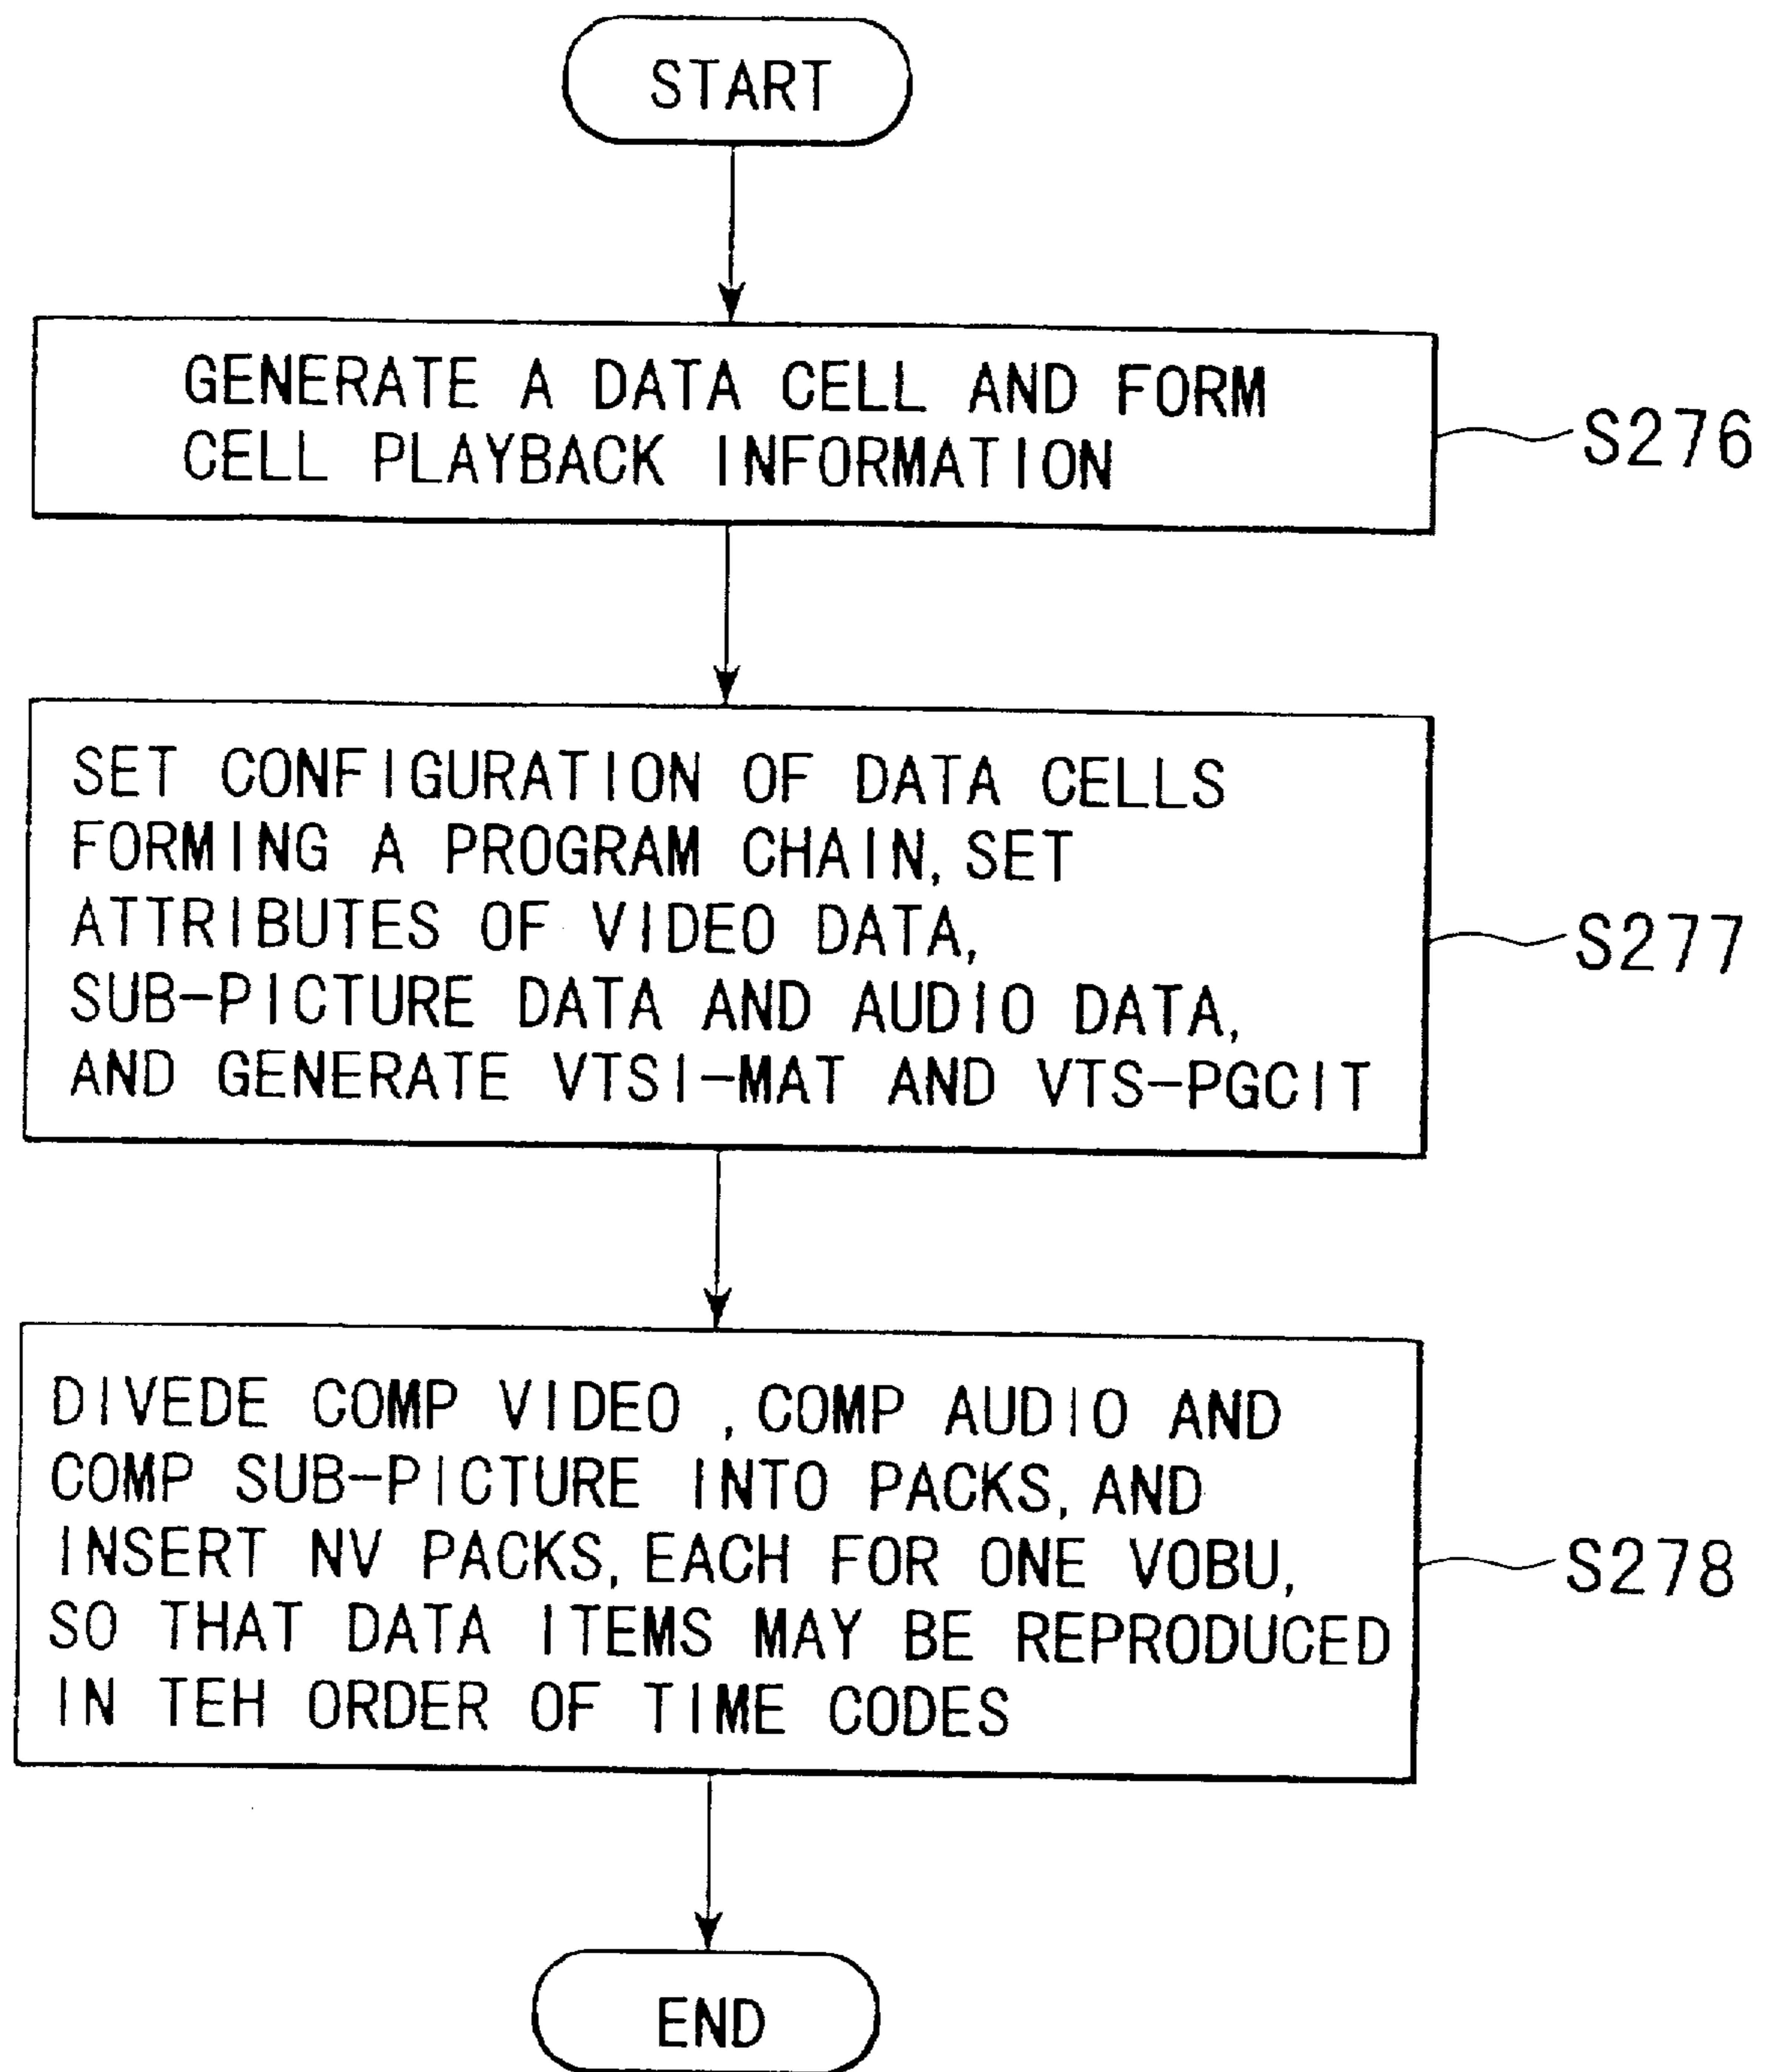 START
GENERATE A DATA CELL AND FORM
CELL PLAYBACK INFORMATION
S276
SET CONFIGURATION OF DATA CELLS
FORMING A PROGRAM CHAIN, SET
ATTRIBUTES OF VIDEO DATA,
SUB-PICTURE DATA AND AUDIO DATA,
AND GENERATE VTSI-MAT AND VTS-PGCIT
S277
DIVEDE COMP VIDEO , COMP AUDIO AND
COMP SUB-PICTURE INTO PACKS, AND
INSERT NV PACKS, EACH FOR ONE VOBU,
SO THAT DATA ITEMS MAY BE REPRODUCED
IN TEH ORDER OF TIME CODES
S278
END